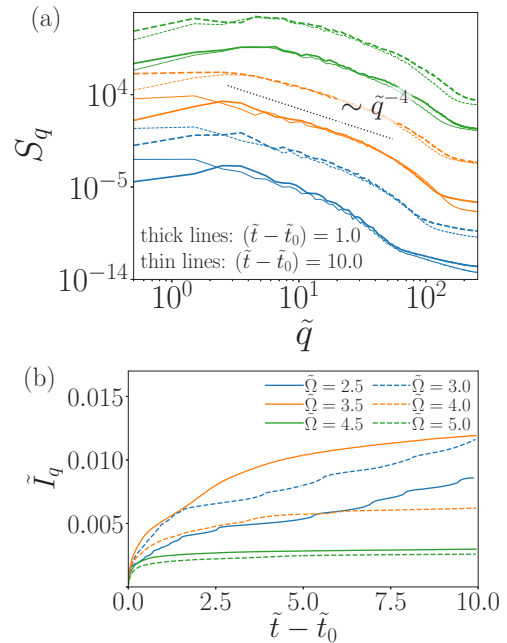 (a)
10^4
10^{-5}
10^{-14}
S_q
∼ q̃^{-4}
thick lines: (t̃ − t̃_0) = 1.0
thin lines: (t̃ − t̃_0) = 10.0
10^0 10^1 10^2
q̃
(b)
0.015
0.010
0.005
0.0
Ĩ_q
Ω̃ = 2.5 Ω̃ = 3.0
Ω̃ = 3.5 Ω̃ = 4.0
Ω̃ = 4.5 Ω̃ = 5.0
0.0 2.5 5.0 7.5 10.0
t̃ − t̃_0